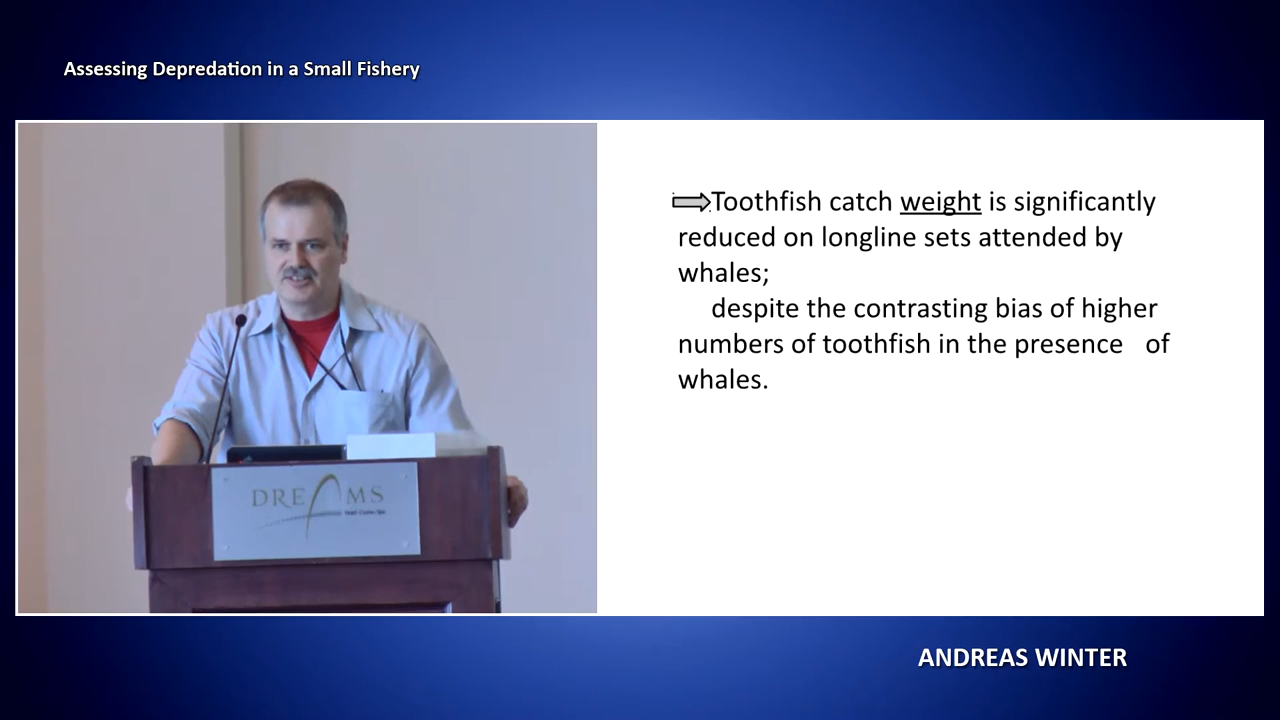 Assessing Depredation in a Small Fishery
Toothfish catch weight is significantly
reduced on longline sets attended by
whales;
despite the contrasting bias of higher
numbers of toothfish in the presence of
whales.
DREAMS
ANDREAS WINTER